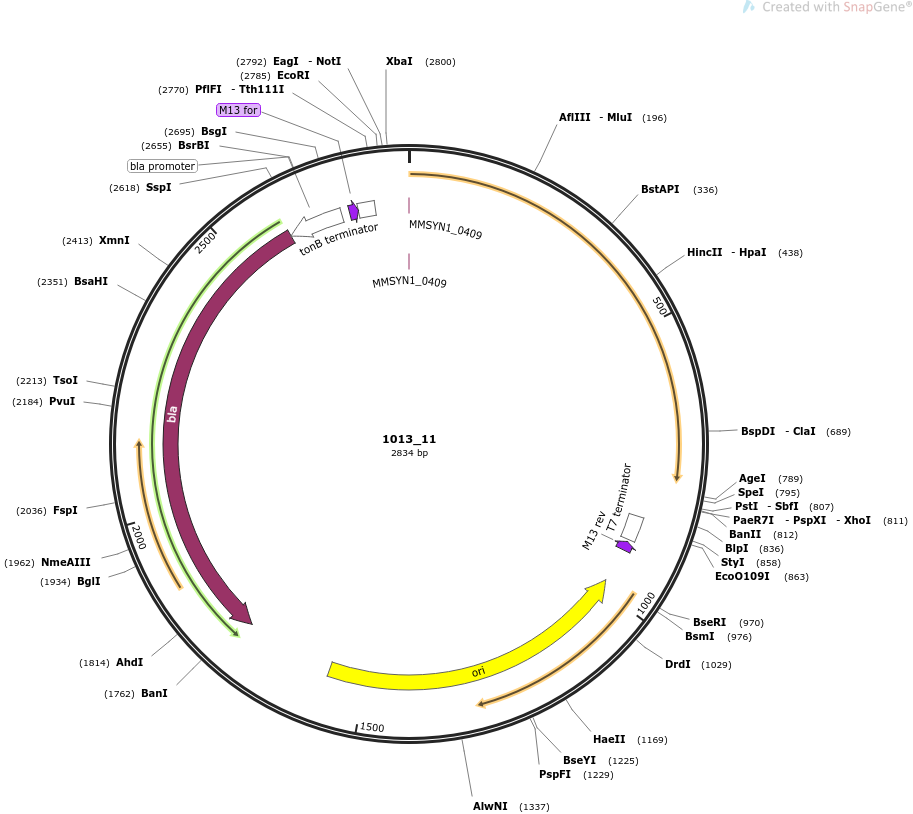 Created with SnapGene®
(2792) EagI - NotI
XbaI (2800)
(2785) EcoRI
(2770) PflFI - Tth111I
M13 for
AflIII - MluI (196)
(2695) BsgI
(2655) BsrBI
bla promoter
(2618) SspI
BstAPI (336)
tonB terminator
MMSYN1_0409
2500
(2413) XmnI
HincII - HpaI (438)
(2351) BsaHI
MMSYN1_0409
500
(2213) TsoI
(2184) PvuI
bla
BspDI - ClaI (689)
1013_11
2834 bp
AgeI (789)
SpeI (795)
PstI - SbfI (807)
PaeR7I - PspXI - XhoI (811)
BanII (812)
BlpI (836)
StyI (858)
EcoO109I (863)
T7 terminator
M13 rev
(2036) FspI
2000
(1962) NmeAIII
(1934) BglI
1000
BseRI (970)
BsmI (976)
DrdI (1029)
(1814) AhdI
(1762) BanI
ori
1500
HaeII (1169)
BseYI (1225)
PspFI (1229)
AlwNI (1337)